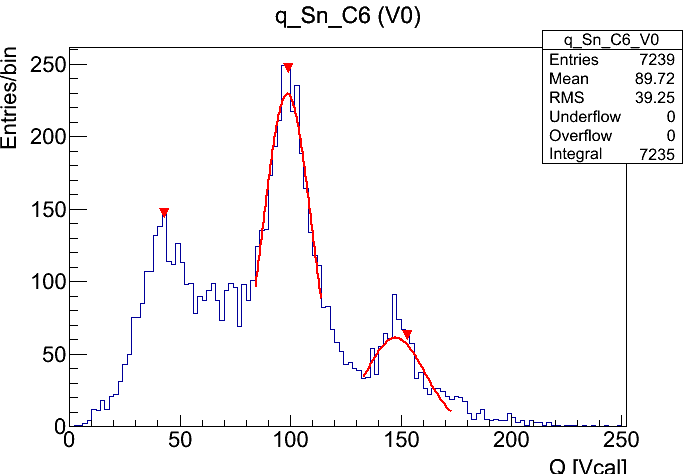 q_Sn_C6 (V0)
q_Sn_C6_V0
Entries 7239
Mean 89.72
RMS 39.25
Underflow 0
Overflow 0
Integral 7235
Entries/bin
250
200
150
100
50
0
0 50 100 150 200 250
Q [Vcal]